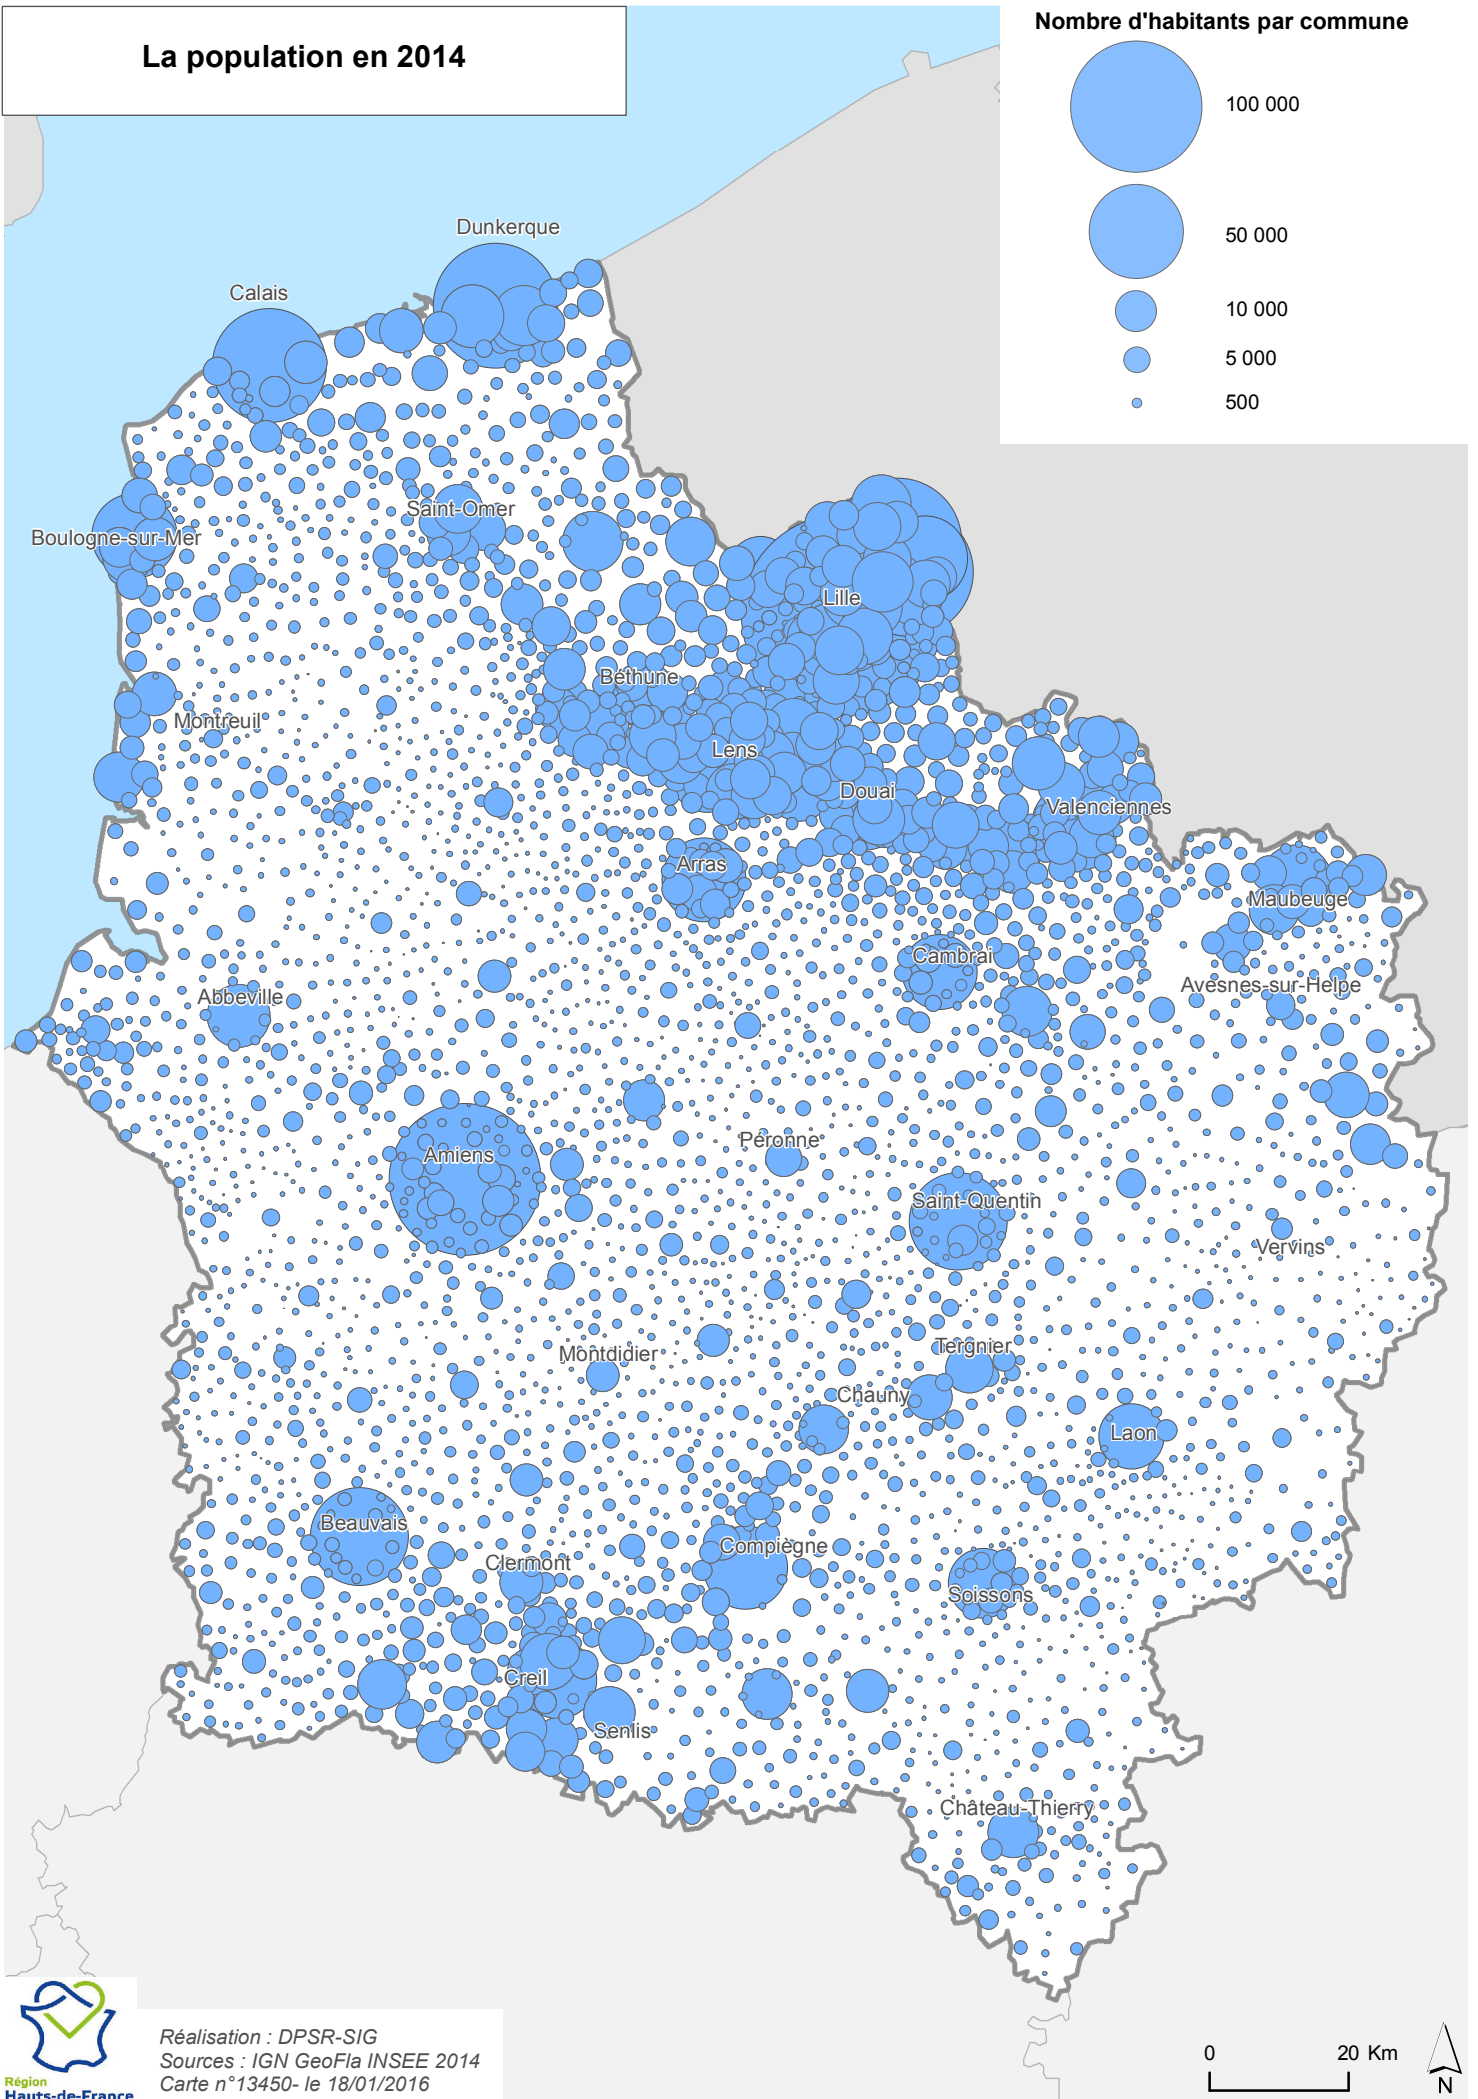 La population en 2014
Nombre d'habitants par commune
100 000
50 000
10 000
5 000
500
Dunkerque
Calais
Saint-Omer
Boulogne-sur-Mer
Lille
Béthune
Montreuil
Lens
Douai
Valenciennes
Arras
Maubeuge
Cambrai
Avesnes-sur-Helpe
Abbeville
Péronne
Amiens
Saint-Quentin
Vervins
Tergnier
Montdidier
Chauny
Laon
Beauvais
Compiègne
Clermont
Soissons
Creil
Senlis
Château-Thierry
Réalisation : DPSR-SIG
Sources : IGN GeoFla INSEE 2014
Carte n°13450- le 18/01/2016
Région
Hauts-de-France
0 20 Km
N